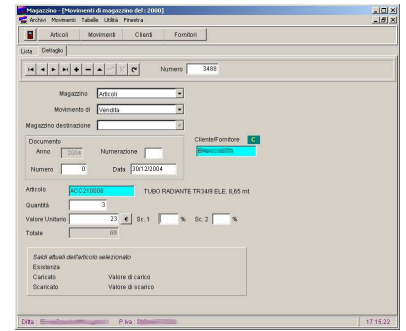 Magazzino - [Movimenti di magazzino def.: 2000]
Archivi Movimenti Tabelle Utilità Finestra
Articoli Movimenti Clienti Fornitori
Lista Dettaglio
Numero 3488
Magazzino Articoli
Movimento di Vendita
Magazzino destinazione
Documento
Anno 2004 Numerazione
Numero 0 Data 30/12/2004
Cliente/Fornitore C
Articolo ACC210008 TUBO RADIANTE TR34/9 ELE. 8,65 mt
Quantità 3
Valore Unitario 23 € Sc. 1 % Sc. 2 %
Totale 69
Saldi attuali dell'articolo selezionato
Esistenza
Caricato Valore di carico
Scaricato Valore di scarico
Ditta : P.Iva : 17.15.22